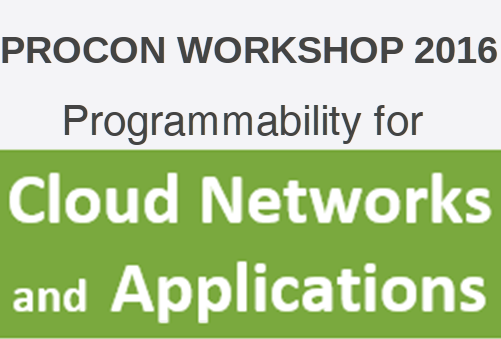 PROCON WORKSHOP 2016
Programmability for
Cloud Networks
and Applications